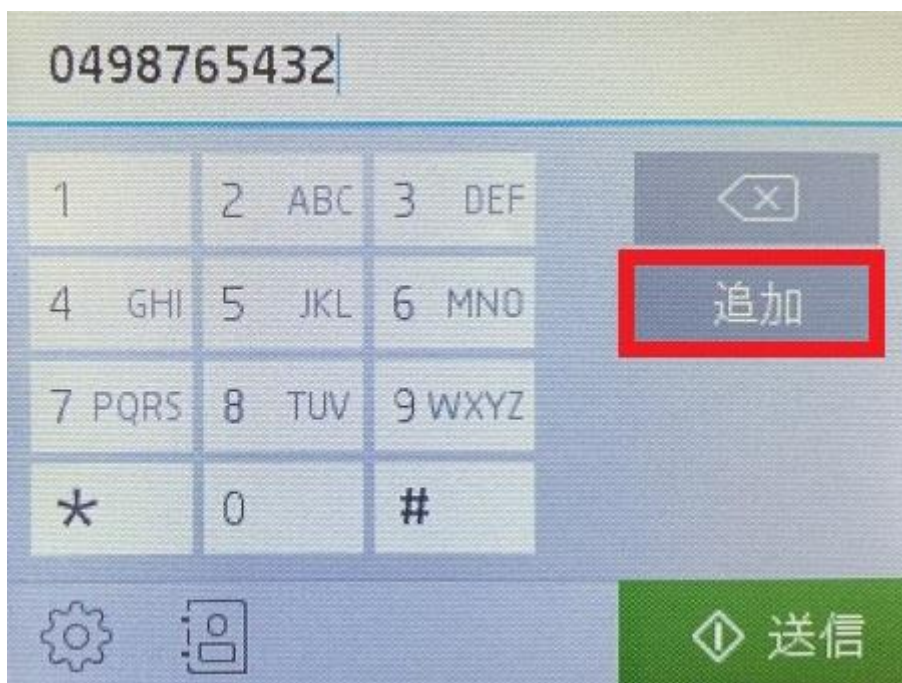 0498765432
1 2 ABC 3 DEF
4 GHI 5 JKL 6 MNO 追加
7 PQRS 8 TUV 9 WXYZ
* 0 #
送信